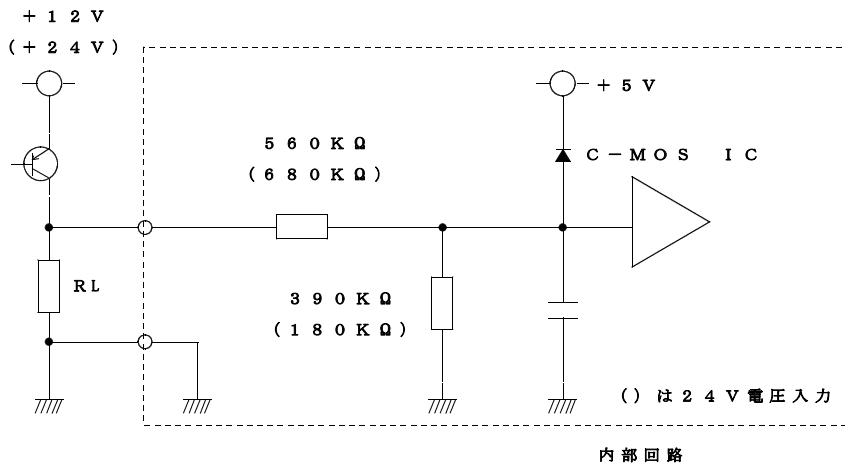 ＋１２Ｖ
（＋２４Ｖ）
＋５Ｖ
５６０ＫΩ
（６８０ＫΩ）
Ｃ－ＭＯＳ　ＩＣ
ＲＬ
３９０ＫΩ
（１８０ＫΩ）
（）は２４Ｖ電圧入力
内部回路